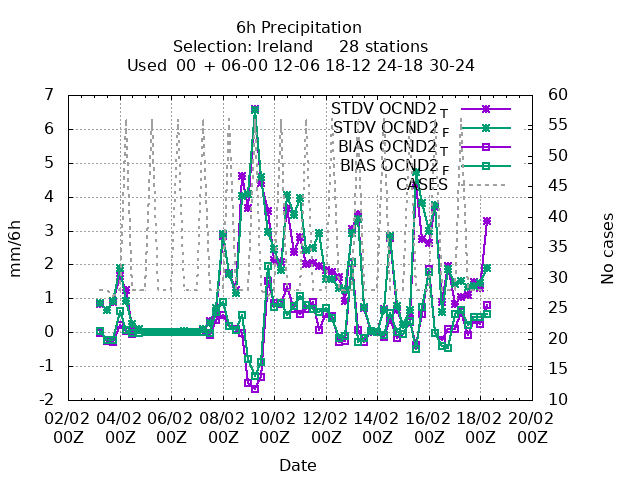 6h Precipitation
Selection: Ireland     28 stations
Used  00 + 06-00 12-06 18-12 24-18 30-24
STDV OCND2 T
STDV OCND2 F
BIAS OCND2 T
BIAS OCND2 F
CASES
mm/6h
7
6
5
4
3
2
1
0
-1
-2
No cases
60
55
50
45
40
35
30
25
20
15
10
02/02 04/02 06/02 08/02 10/02 12/02 14/02 16/02 18/02 20/02
00Z 00Z 00Z 00Z 00Z 00Z 00Z 00Z 00Z 00Z
Date